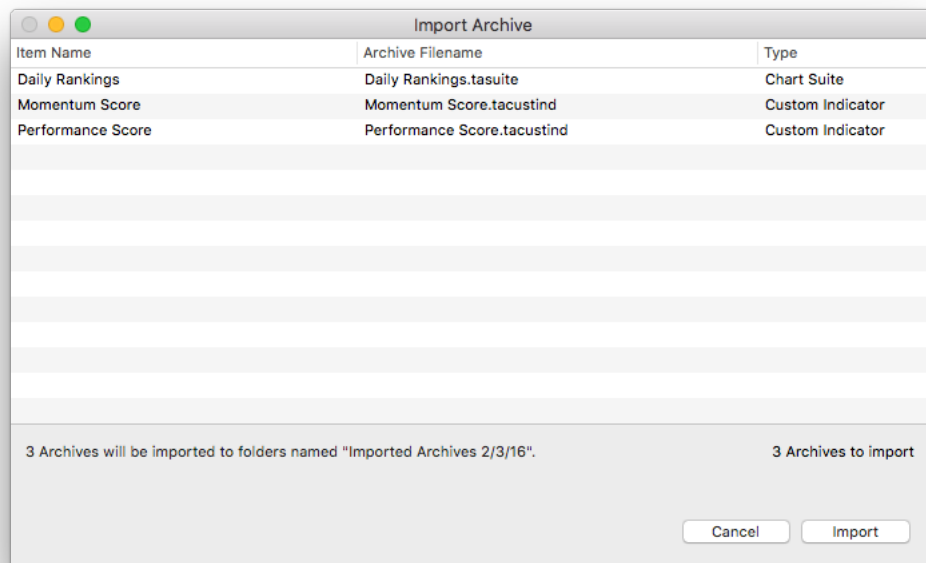 Import Archive
Item Name Archive Filename Type
Daily Rankings Daily Rankings.tasuite Chart Suite
Momentum Score Momentum Score.tacustind Custom Indicator
Performance Score Performance Score.tacustind Custom Indicator
3 Archives will be imported to folders named "Imported Archives 2/3/16". 3 Archives to import
Cancel Import